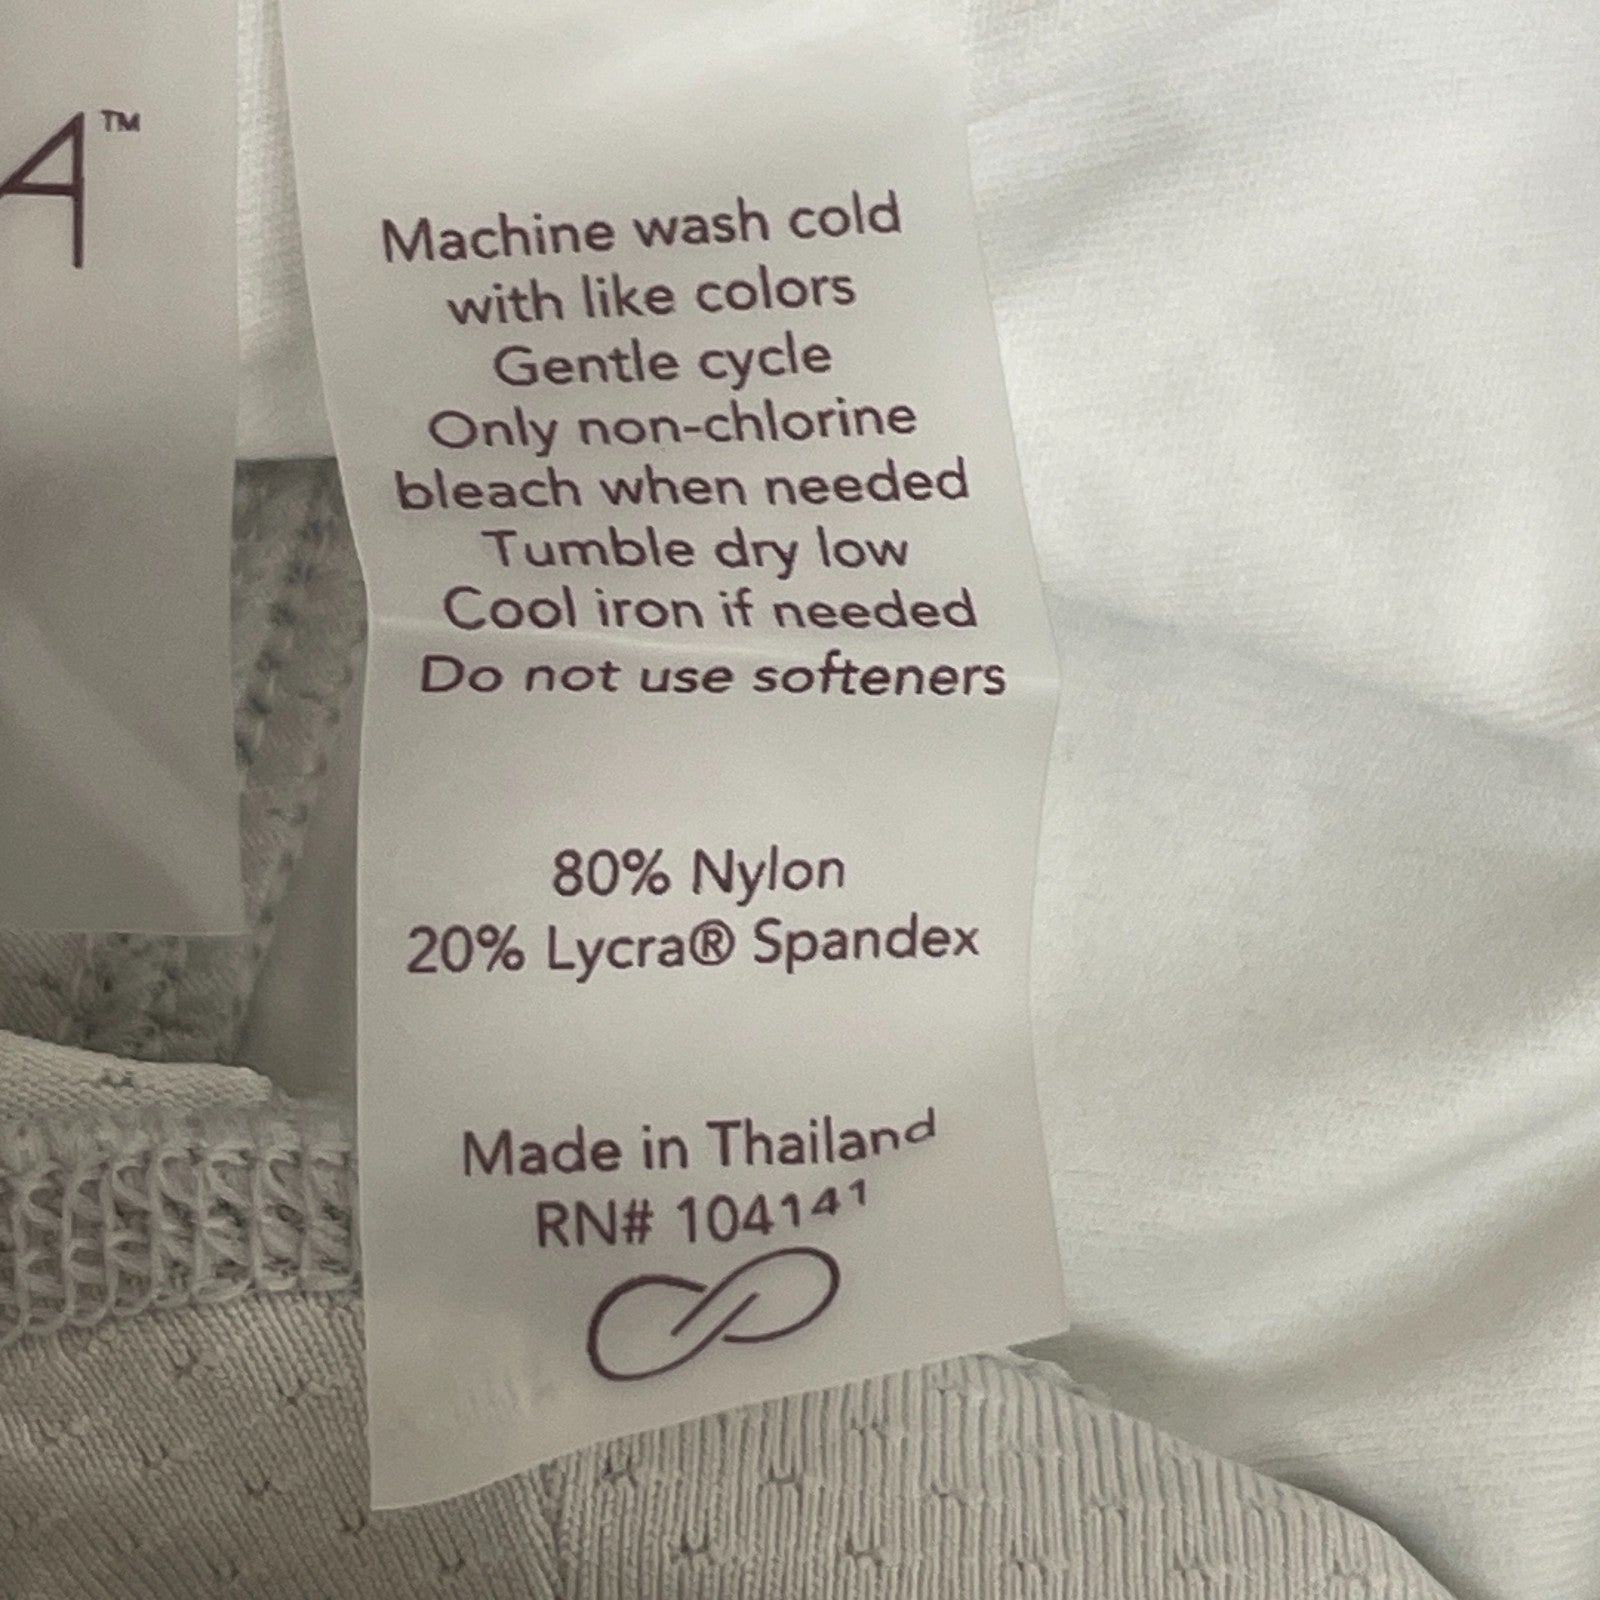 A™
Machine wash cold
with like colors
Gentle cycle
Only non-chlorine
bleach when needed
Tumble dry low
Cool iron if needed
Do not use softeners
80% Nylon
20% Lycra® Spandex
Made in Thailand
RN# 104141